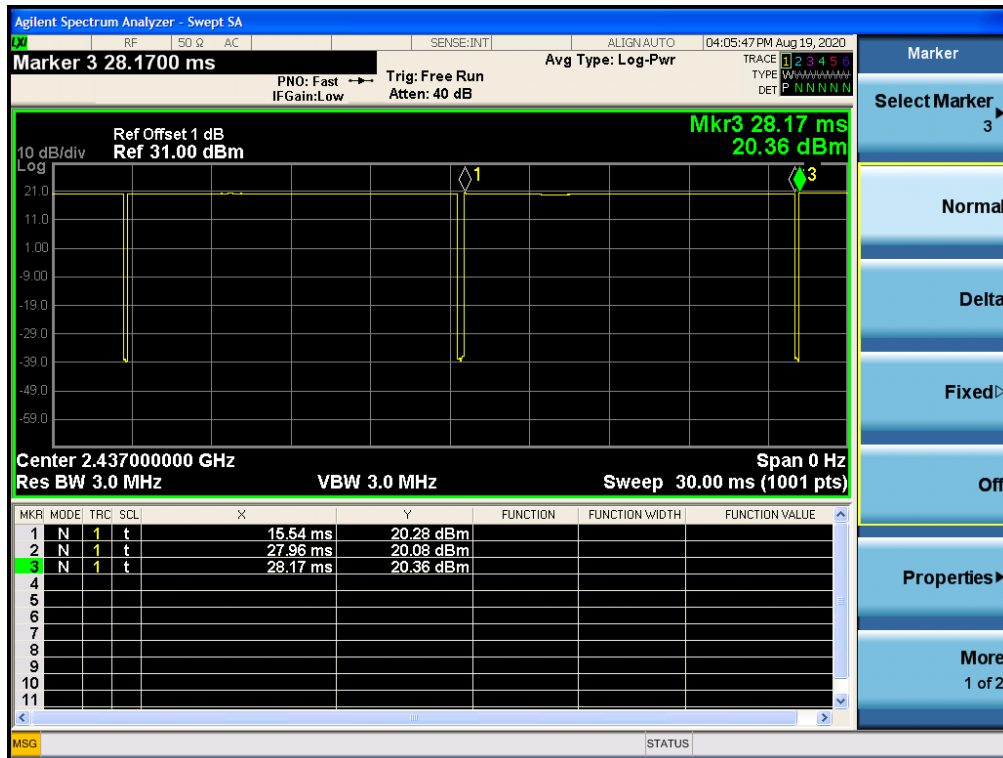 Agilent Spectrum Analyzer - Swept SA
LXI RF 50 Ω AC SENSE:INT ALIGN AUTO 04:05:47 PM Aug 19, 2020
Marker 3 28.1700 ms
PNO: Fast
IFGain:Low
Trig: Free Run
Atten: 40 dB
Avg Type: Log-Pwr
TRACE 1 2 3 4 5 6
TYPE W
DET P N N N N N
Ref Offset 1 dB
10 dB/div Ref 31.00 dBm
Log
Mkr3 28.17 ms
20.36 dBm
1
3
21.0
11.0
1.00
-9.00
-19.0
-29.0
-39.0
-49.0
-59.0
Center 2.437000000 GHz Span 0 Hz
Res BW 3.0 MHz VBW 3.0 MHz Sweep 30.00 ms (1001 pts)
MKR MODE TRC SCL X Y FUNCTION FUNCTION WIDTH FUNCTION VALUE
1 N 1 t 15.54 ms 20.28 dBm
2 N 1 t 27.96 ms 20.08 dBm
3 N 1 t 28.17 ms 20.36 dBm
4
5
6
7
8
9
10
11
MSG STATUS
Marker
Select Marker
3
Normal
Delta
Fixed
Off
Properties
More
1 of 2